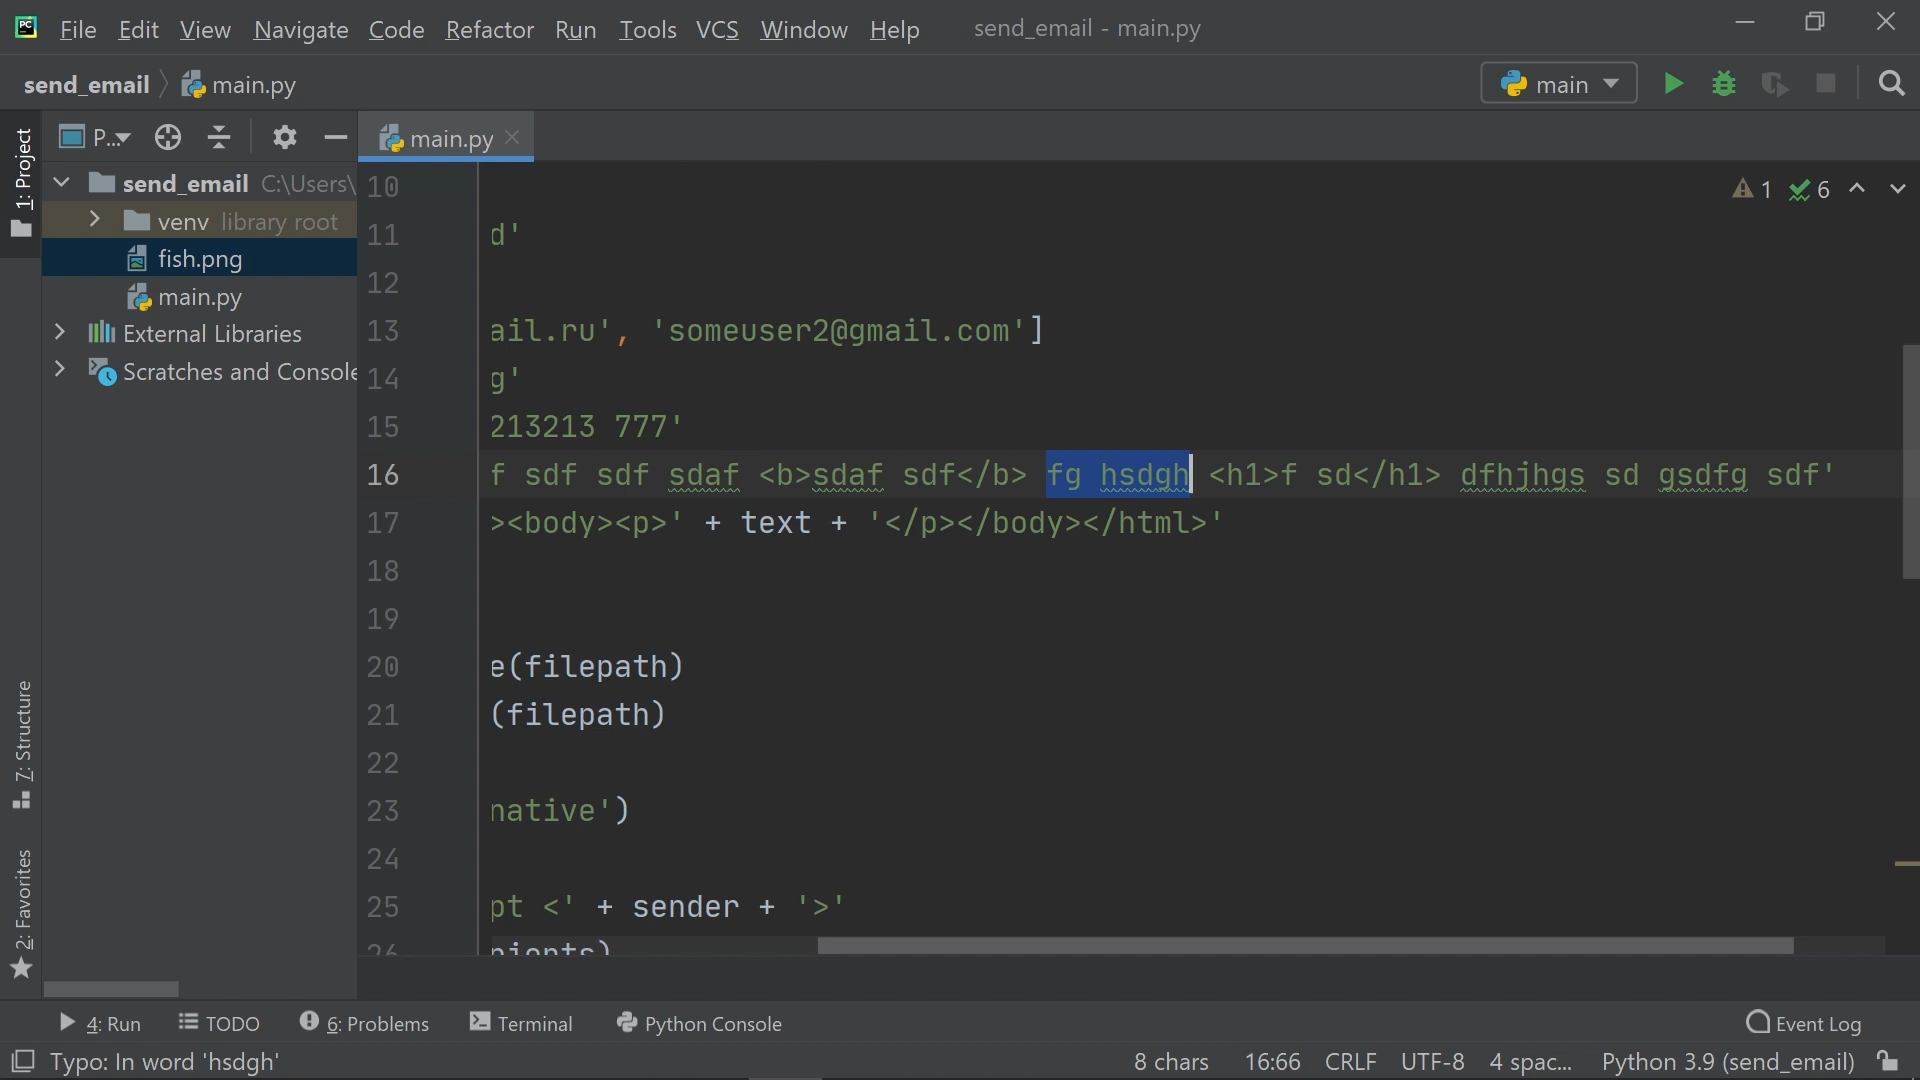 PC File Edit View Navigate Code Refactor Run Tools VCS Window Help send_email - main.py
send_email main.py main
1: Project
P... main.py
send_email C:\Users\
venv library root
fish.png
main.py
External Libraries
Scratches and Console
7: Structure
2: Favorites
1 6
10
11 d'
12
13 ail.ru', 'someuser2@gmail.com']
14 g'
15 213213 777'
16 f sdf sdf sdaf <b>sdaf sdf</b> fg hsdgh <h1>f sd</h1> dfhjhgs sd gsdfg sdf'
17 ><body><p>' + text + '</p></body></html>'
18
19
20 e(filepath)
21 (filepath)
22
23 native')
24
25 pt <' + sender + '>'
26 pients)
4: Run TODO 6: Problems Terminal Python Console Event Log
Typo: In word 'hsdgh' 8 chars 16:66 CRLF UTF-8 4 spac... Python 3.9 (send_email)